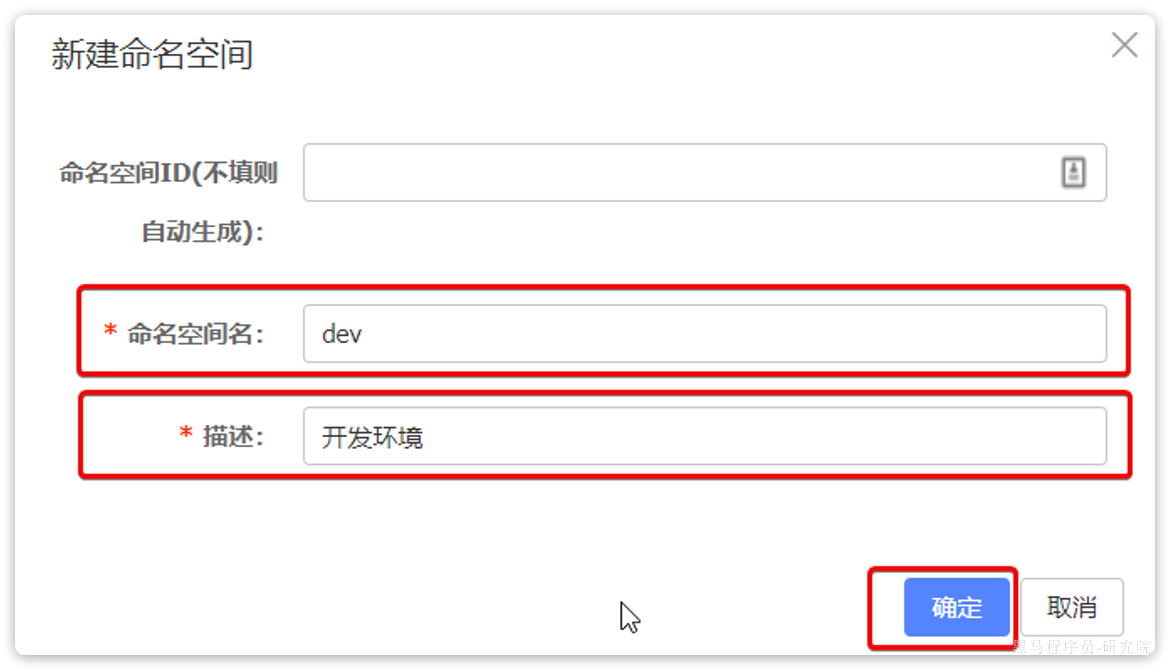 新建命名空间
命名空间ID(不填则
自动生成):
* 命名空间名: dev
* 描述: 开发环境
确定 取消
黑马程序员-研究院